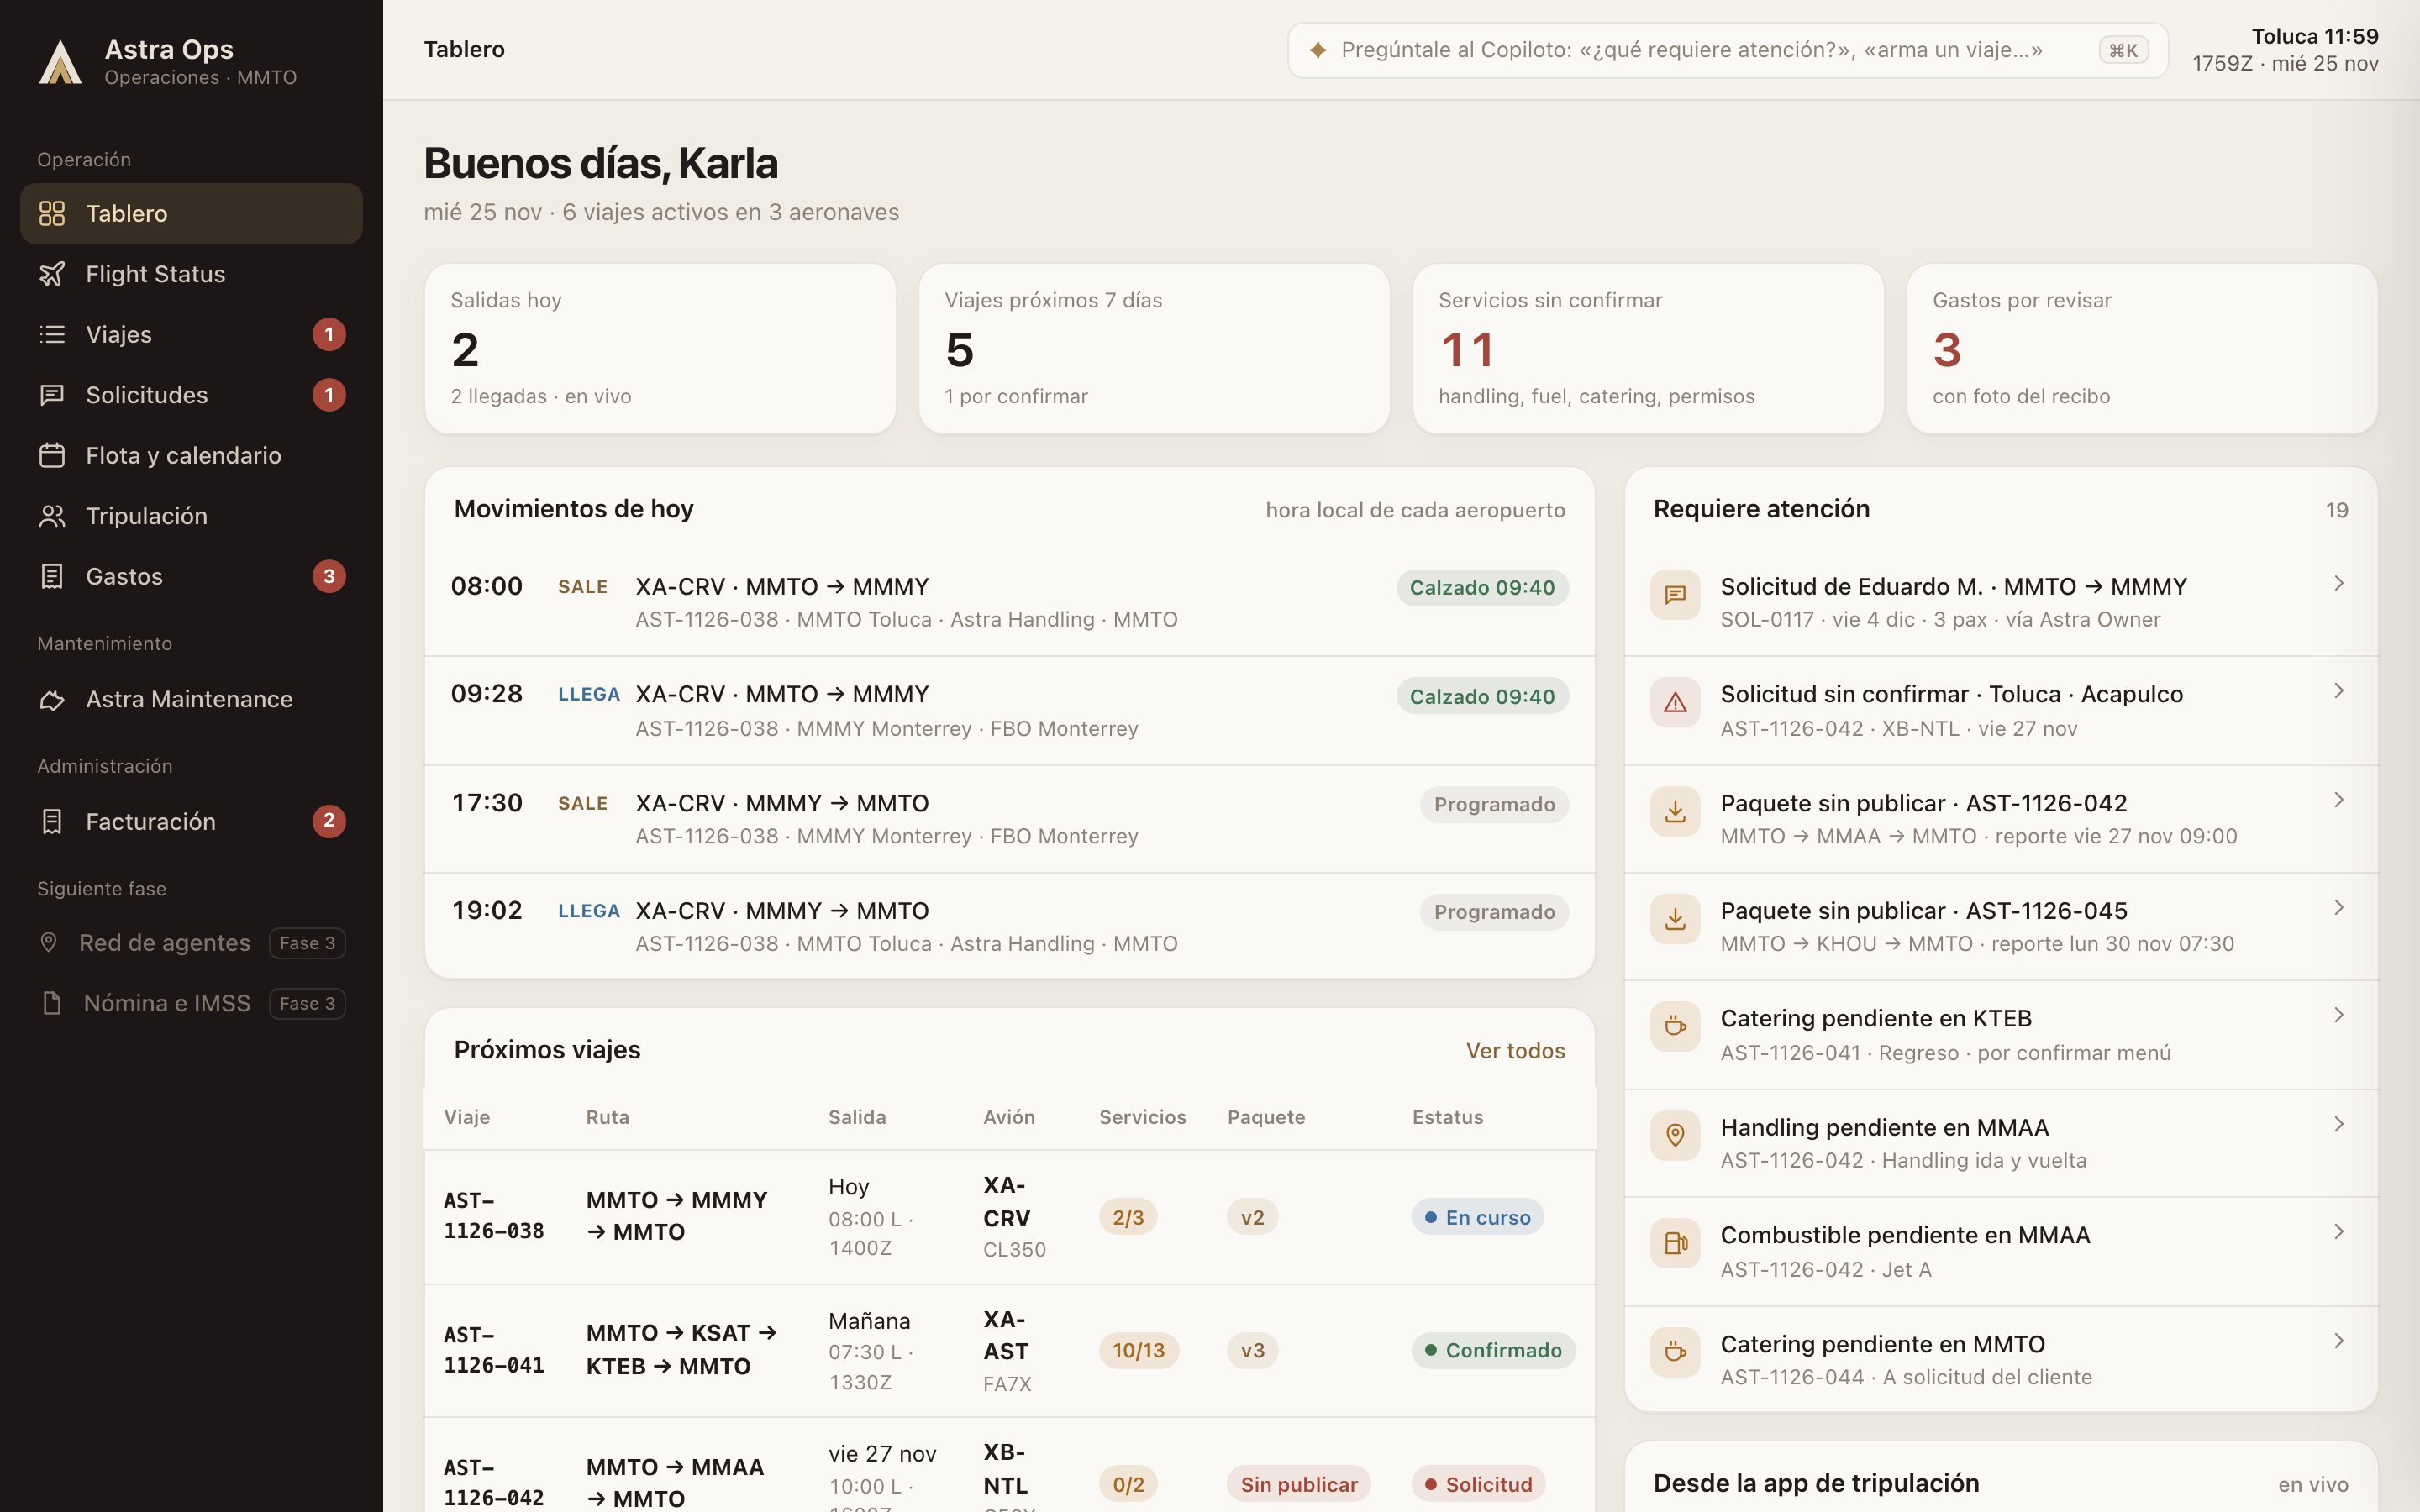 Astra Ops
Operaciones · MMTO
Operación
Tablero
Flight Status
Viajes
1
Solicitudes
1
Flota y calendario
Tripulación
Gastos
3
Mantenimiento
Astra Maintenance
Administración
Facturación
2
Siguiente fase
Red de agentes
Fase 3
Nómina e IMSS
Fase 3
Tablero
Pregúntale al Copiloto: «¿qué requiere atención?», «arma un viaje...»
⌘K
Toluca 11:59
1759Z · mié 25 nov
Buenos días, Karla
mié 25 nov · 6 viajes activos en 3 aeronaves
Salidas hoy
2
2 llegadas · en vivo
Viajes próximos 7 días
5
1 por confirmar
Servicios sin confirmar
11
handling, fuel, catering, permisos
Gastos por revisar
3
con foto del recibo
Movimientos de hoy
hora local de cada aeropuerto
08:00 SALE XA-CRV · MMTO → MMMY
Calzado 09:40
AST-1126-038 · MMTO Toluca · Astra Handling · MMTO
09:28 LLEGA XA-CRV · MMTO → MMMY
Calzado 09:40
AST-1126-038 · MMMY Monterrey · FBO Monterrey
17:30 SALE XA-CRV · MMMY → MMTO
Programado
AST-1126-038 · MMMY Monterrey · FBO Monterrey
19:02 LLEGA XA-CRV · MMMY → MMTO
Programado
AST-1126-038 · MMTO Toluca · Astra Handling · MMTO
Próximos viajes
Ver todos
Viaje Ruta Salida Avión Servicios Paquete Estatus
AST-
1126-038
MMTO → MMMY
→ MMTO
Hoy
08:00 L ·
1400Z
XA-
CRV
CL350
2/3
v2
En curso
AST-
1126-041
MMTO → KSAT →
KTEB → MMTO
Mañana
07:30 L ·
1330Z
XA-
AST
FA7X
10/13
v3
Confirmado
AST-
1126-042
MMTO → MMAA
→ MMTO
vie 27 nov
10:00 L ·
XB-
NTL
0/2
Sin publicar
Solicitud
Requiere atención
19
Solicitud de Eduardo M. · MMTO → MMMY
SOL-0117 · vie 4 dic · 3 pax · vía Astra Owner
Solicitud sin confirmar · Toluca · Acapulco
AST-1126-042 · XB-NTL · vie 27 nov
Paquete sin publicar · AST-1126-042
MMTO → MMAA → MMTO · reporte vie 27 nov 09:00
Paquete sin publicar · AST-1126-045
MMTO → KHOU → MMTO · reporte lun 30 nov 07:30
Catering pendiente en KTEB
AST-1126-041 · Regreso · por confirmar menú
Handling pendiente en MMAA
AST-1126-042 · Handling ida y vuelta
Combustible pendiente en MMAA
AST-1126-042 · Jet A
Catering pendiente en MMTO
AST-1126-044 · A solicitud del cliente
Desde la app de tripulación
en vivo